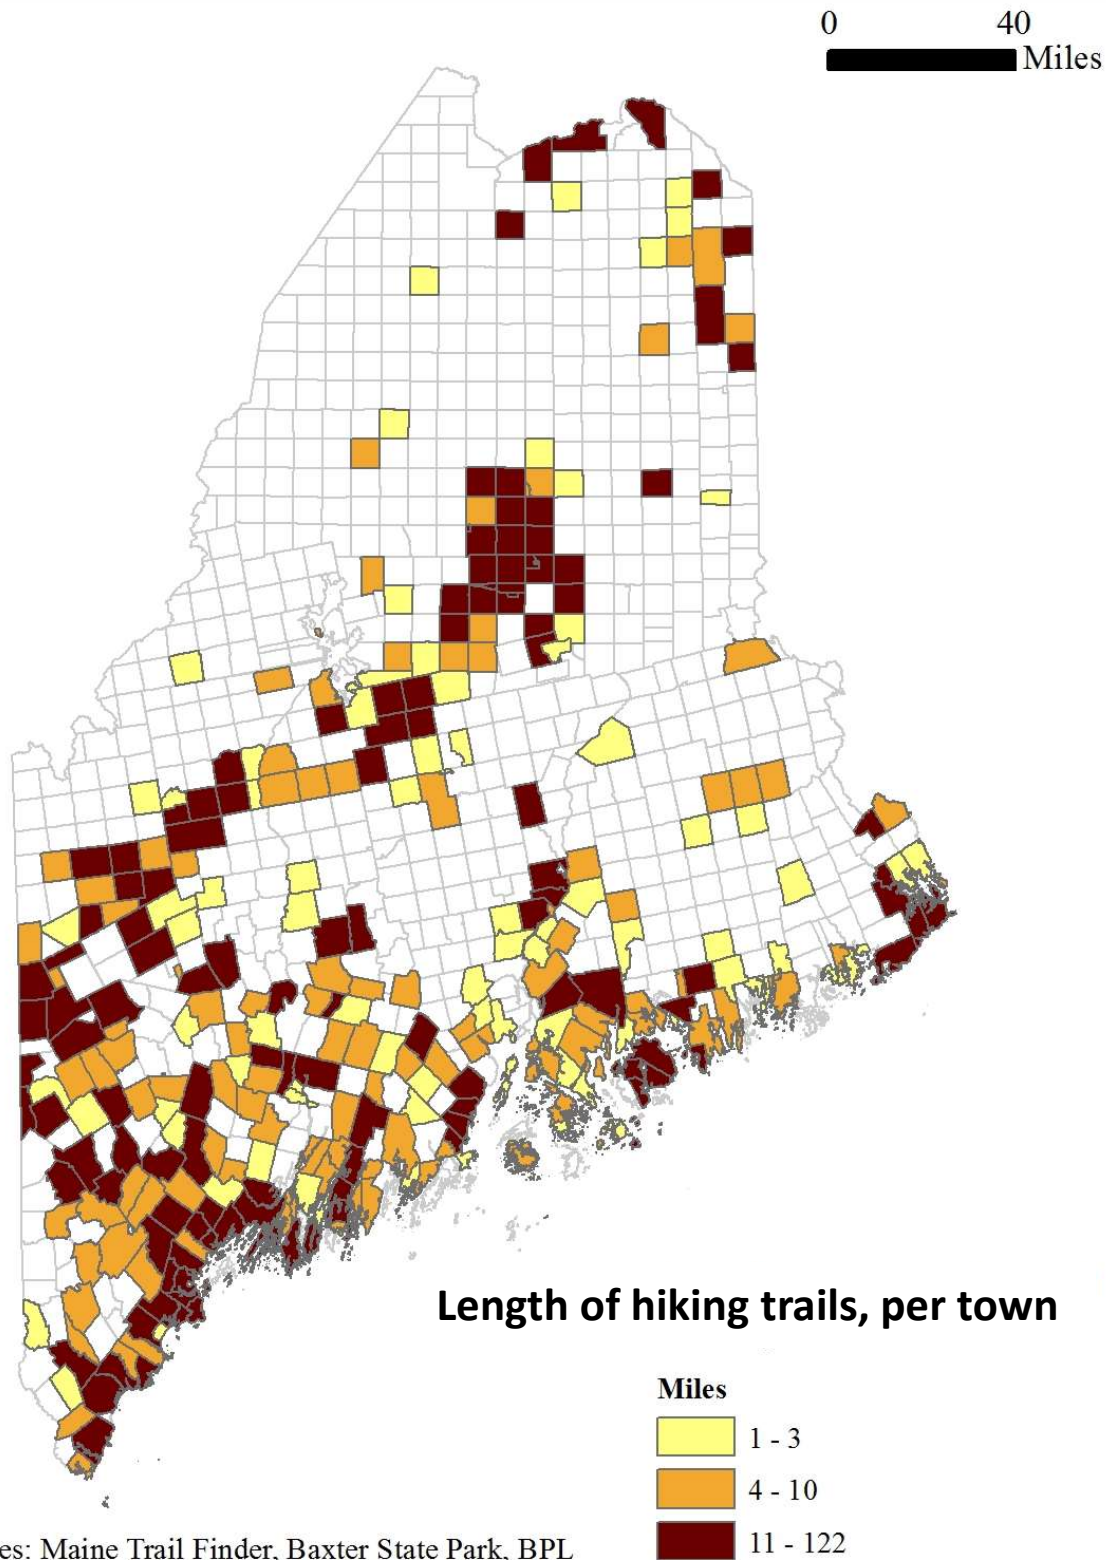 0 40
Miles
Length of hiking trails, per town
Miles
1 - 3
4 - 10
11 - 122
es: Maine Trail Finder, Baxter State Park, BPL